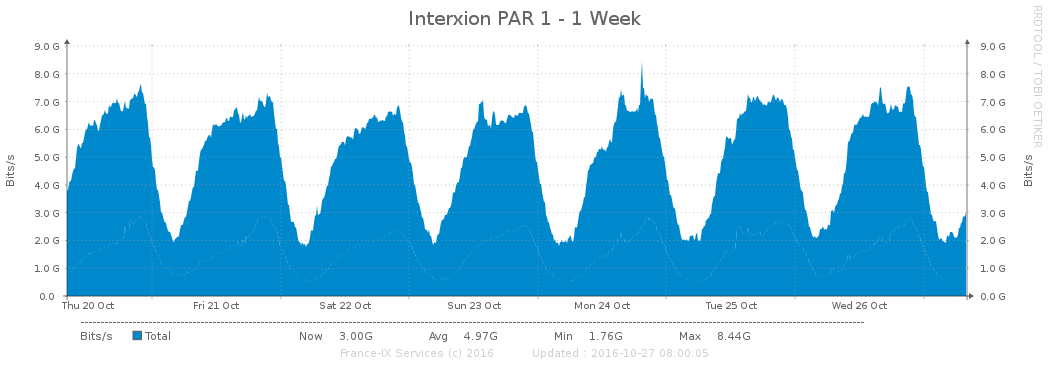 Interxion PAR 1 - 1 Week
RRDTOOL / TOBI OETIKER
9.0 G 9.0 G
8.0 G 8.0 G
7.0 G 7.0 G
6.0 G 6.0 G
5.0 G 5.0 G
4.0 G 4.0 G
3.0 G 3.0 G
2.0 G 2.0 G
1.0 G 1.0 G
0.0 0.0 G
Bits/s
Bits/s
Thu 20 Oct Fri 21 Oct Sat 22 Oct Sun 23 Oct Mon 24 Oct Tue 25 Oct Wed 26 Oct
Bits/s Total Now 3.00G Avg 4.97G Min 1.76G Max 8.44G
France-IX Services (c) 2016 Updated : 2016-10-27 08:00:05